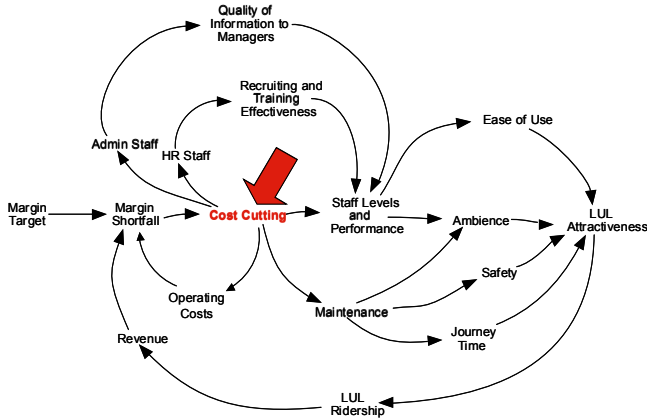 Quality of
Information to
Managers
Recruiting and
Training
Effectiveness
Ease of Use
Admin Staff
HR Staff
Margin
Target
Margin
Shortfall
Cost Cutting
Staff Levels
and
Performance
Ambience
LUL
Attractiveness
Safety
Operating
Costs
Maintenance
Journey
Time
Revenue
LUL
Ridership